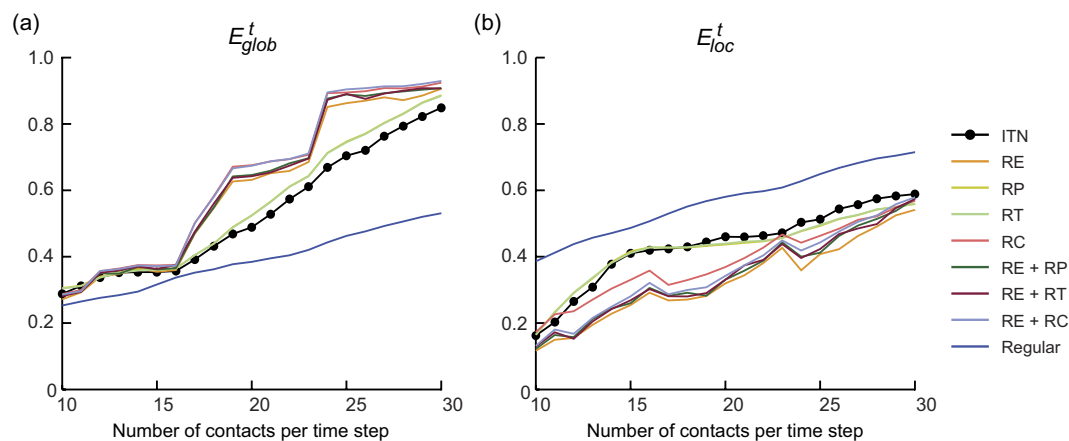 (a)
E^t_glob
1.0
0.8
0.6
0.4
0.2
0
10
15
20
25
30
Number of contacts per time step
(b)
E^t_loc
1.0
0.8
0.6
0.4
0.2
0
10
15
20
25
30
Number of contacts per time step
ITN
RE
RP
RT
RC
RE + RP
RE + RT
RE + RC
Regular